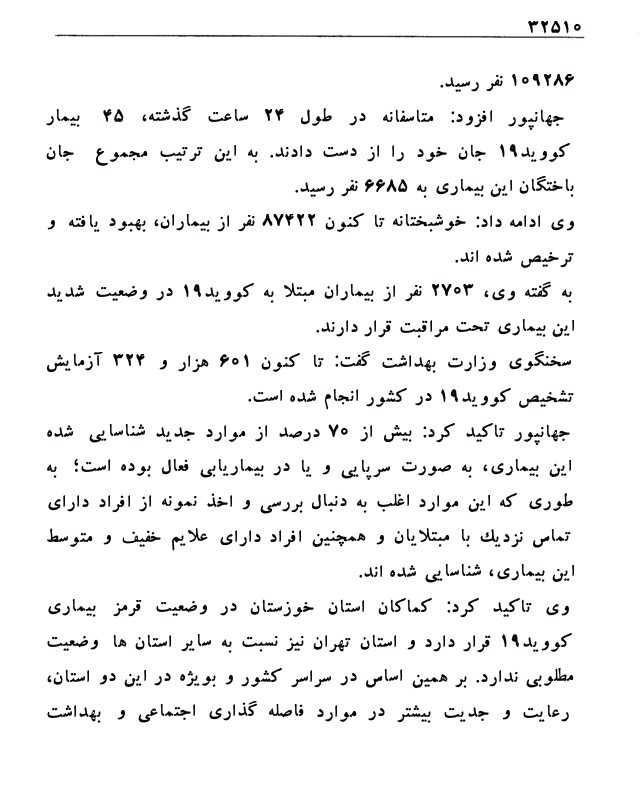 ۳۲۵۱۰
۱۰۹۲۸۶ نفر رسید.
جهانپور افزود: متاسفانه در طول ۲۴ ساعت گذشته، ۴۵ بیمار
کووید۱۹ جان خود را از دست دادند. به این ترتیب مجموع جان
باختگان این بیماری به ۶۶۸۵ نفر رسید.
وی ادامه داد: خوشبختانه تا کنون ۸۷۴۲۲ نفر از بیماران، بهبود یافته و
ترخیص شده اند.
به گفته وی، ۲۷۰۳ نفر از بیماران مبتلا به کووید۱۹ در وضعیت شدید
این بیماری تحت مراقبت قرار دارند.
سخنگوی وزارت بهداشت گفت: تا کنون ۶۰۱ هزار و ۳۲۴ آزمایش
تشخیص کووید۱۹ در کشور انجام شده است.
جهانپور تاکید کرد: بیش از ۷۰ درصد از موارد جدید شناسایی شده
این بیماری، به صورت سرپایی و یا در بیماریابی فعال بوده است؛ به
طوری که این موارد اغلب به دنبال بررسی و اخذ نمونه از افراد دارای
تماس نزدیك با مبتلایان و همچنین افراد دارای علایم خفیف و متوسط
این بیماری، شناسایی شده اند.
وی تاکید کرد: کماکان استان خوزستان در وضعیت قرمز بیماری
کووید۱۹ قرار دارد و استان تهران نیز نسبت به سایر استان ها وضعیت
مطلوبی ندارد. بر همین اساس در سراسر کشور و بویژه در این دو استان،
رعایت و جدیت بیشتر در موارد فاصله گذاری اجتماعی و بهداشت